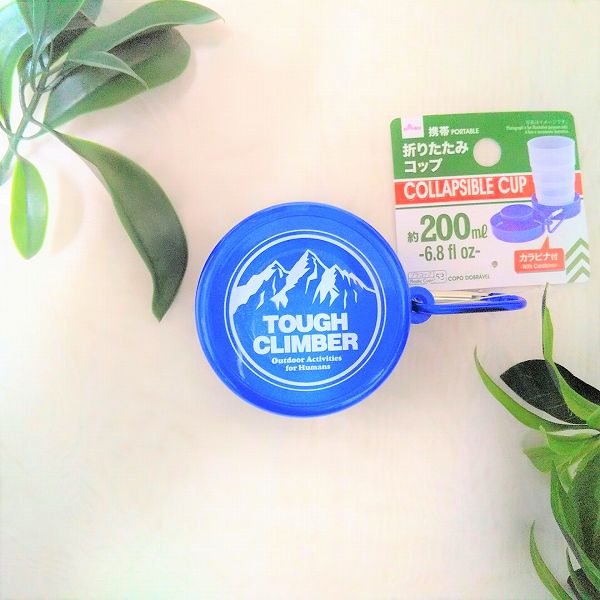 TOUGH
CLIMBER
Outdoor Activities
for Humans
携帯 PORTABLE
折りたたみ
コップ
COLLAPSIBLE CUP
約200mℓ
-6.8 fl oz-
カラビナ付
COPO DOBRÁVEL